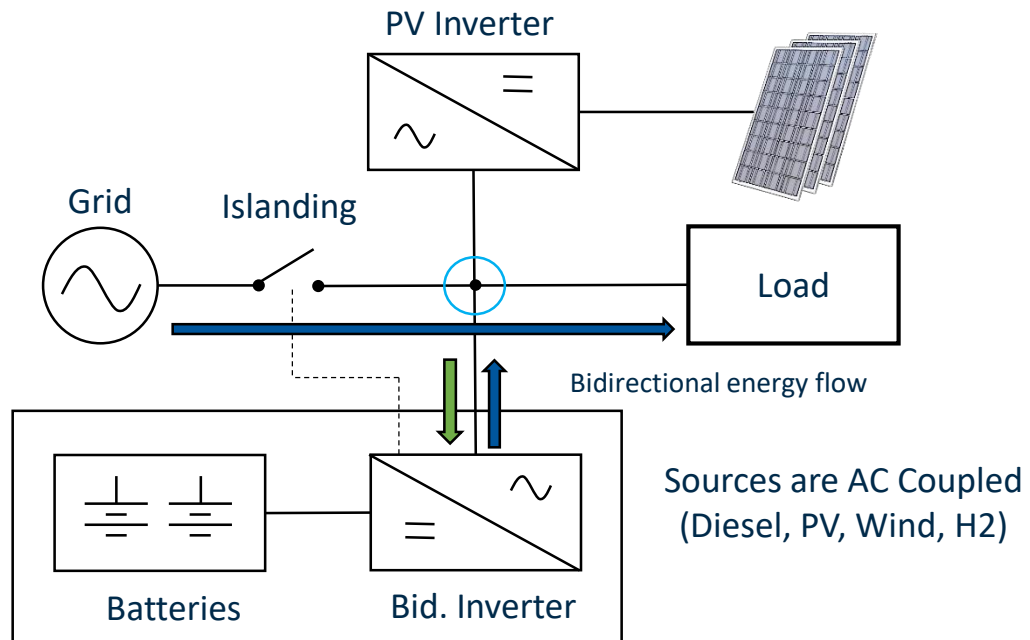 PV Inverter
Grid
Islanding
Load
Bidirectional energy flow
Sources are AC Coupled
(Diesel, PV, Wind, H2)
Batteries
Bid. Inverter